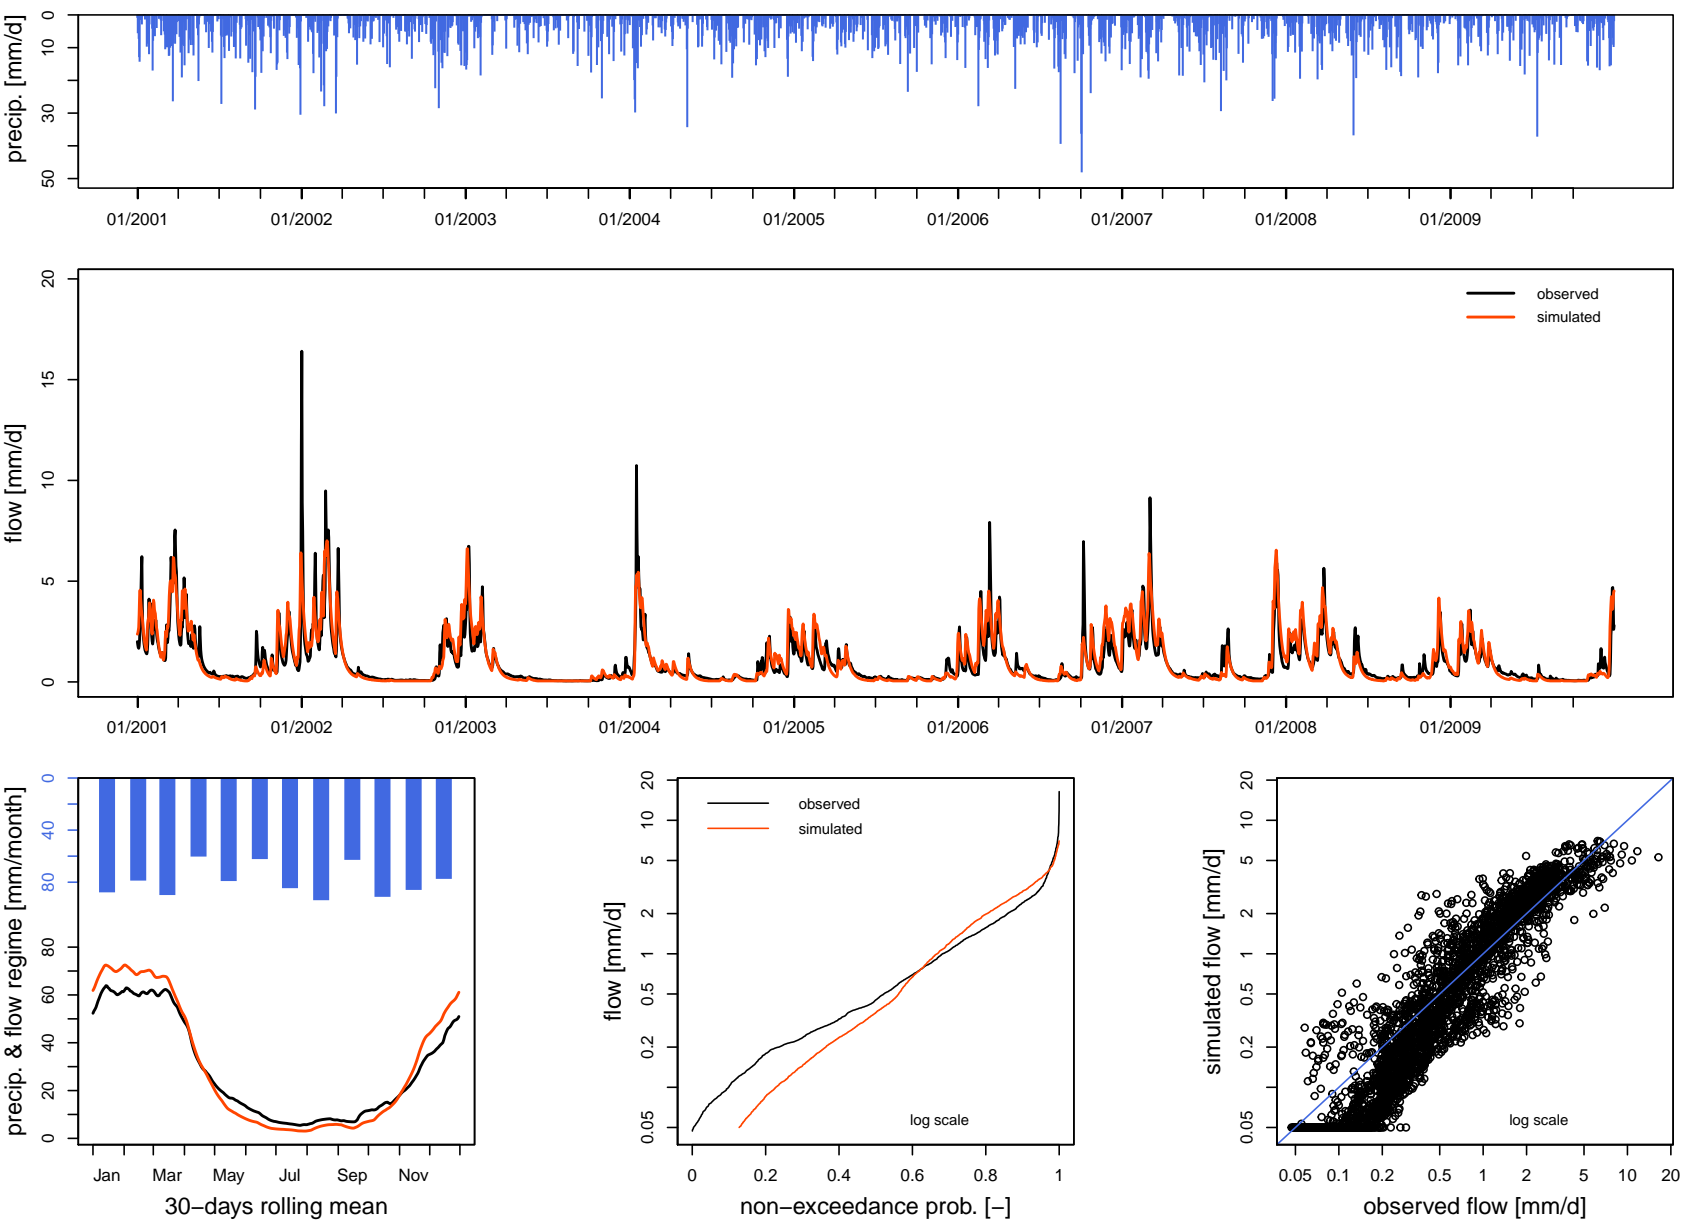 precip. [mm/d]
0
10
30
50
01/2001 01/2002 01/2003 01/2004 01/2005 01/2006 01/2007 01/2008 01/2009
flow [mm/d]
0
5
10
15
20
observed
simulated
01/2001 01/2002 01/2003 01/2004 01/2005 01/2006 01/2007 01/2008 01/2009
precip. & flow regime [mm/month]
0
40
80
80
60
40
20
0
Jan Mar May Jul Sep Nov
30−days rolling mean
flow [mm/d]
0.05
0.2
0.5
1
2
5
10
20
observed
simulated
log scale
0 0.2 0.4 0.6 0.8 1
non−exceedance prob. [−]
simulated flow [mm/d]
0.05
0.2
0.5
1
2
5
10
20
log scale
0.05 0.1 0.2 0.5 1 2 5 10 20
observed flow [mm/d]